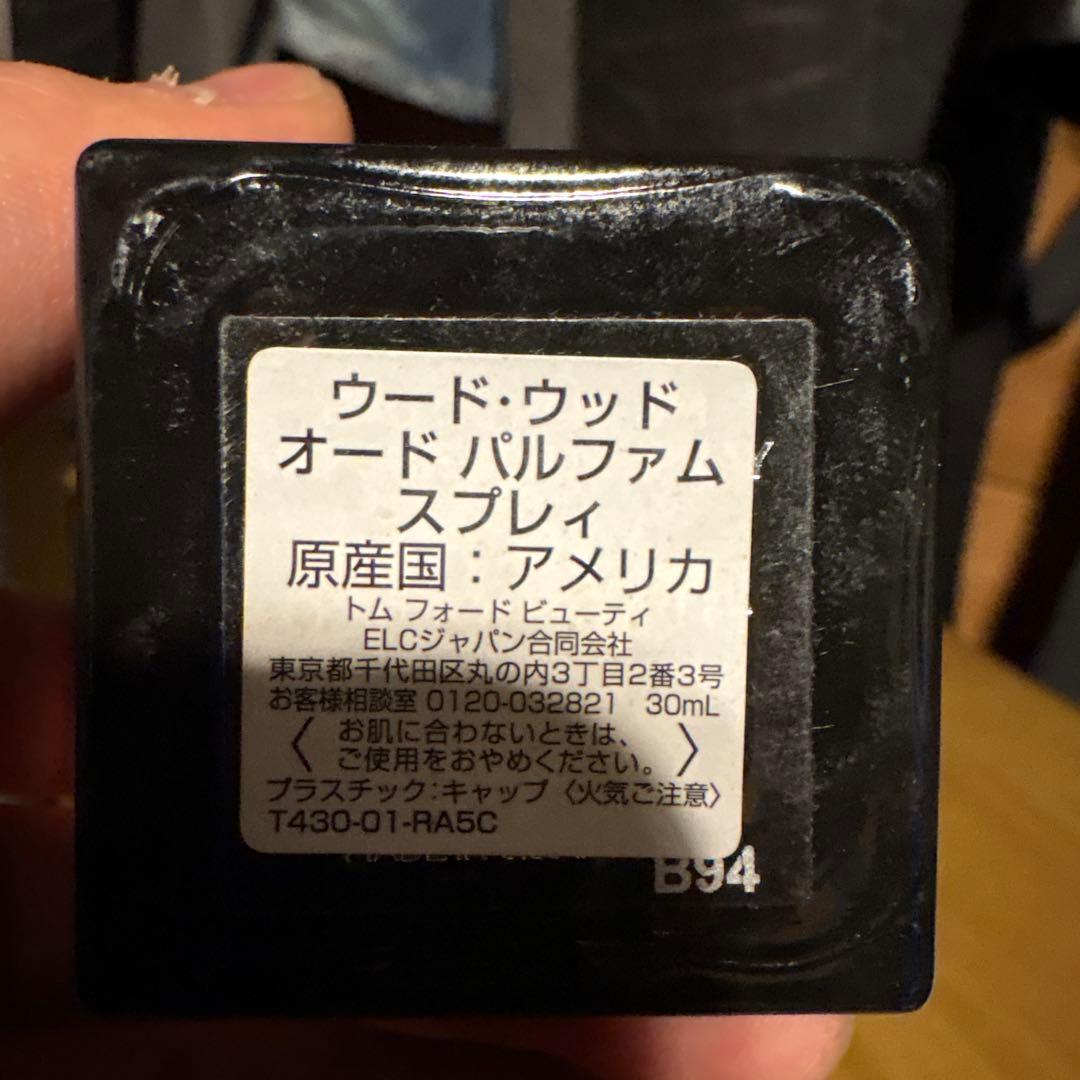 ウード・ウッド
オード パルファム
スプレィ
原産国：アメリカ
トム フォード ビューティ
ELCジャパン合同会社
東京都千代田区丸の内3丁目2番3号
お客様相談室 0120-032821 30mL
〈 お肌に合わないときは、
ご使用をおやめください。 〉
プラスチック：キャップ〈火気ご注意〉
T430-01-RA5C
B94